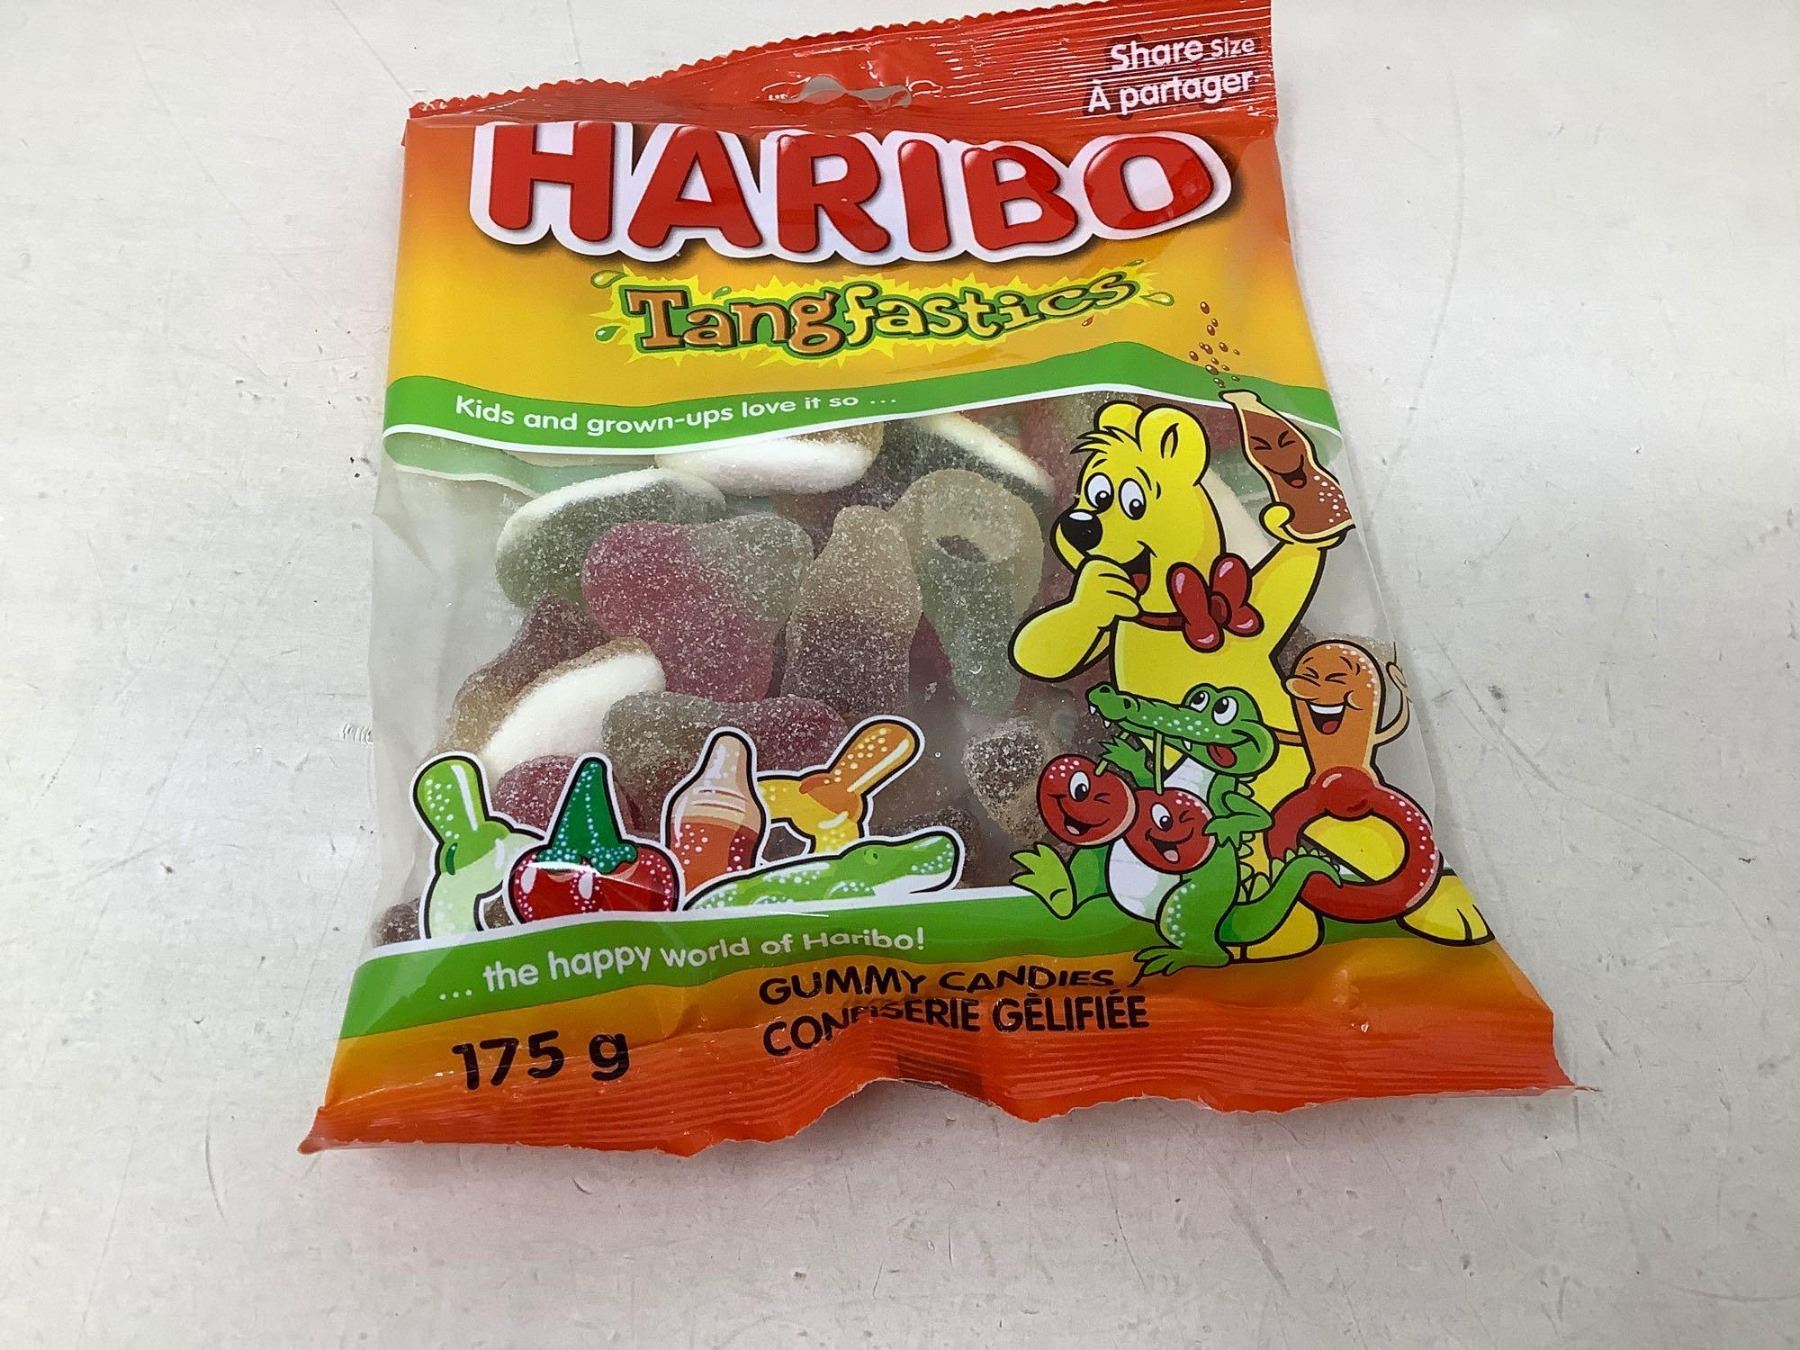 Share size
À partager
HARIBO
Tangfastics
Kids and grown-ups love it so ...
... the happy world of Haribo!
GUMMY CANDIES /
CONFISERIE GÉLIFIÉE
175 g